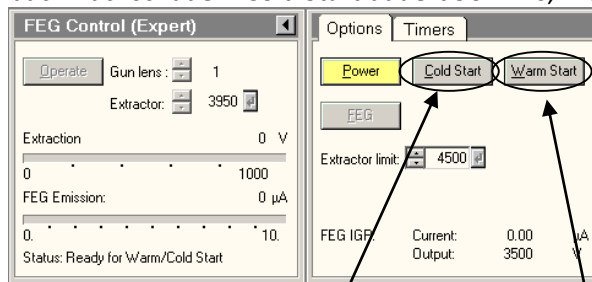 FEG Control (Expert)
Operate Gun lens : 1
Extractor: 3950
Extraction 0 V
0 1000
FEG Emission: 0 µA
0. 10.
Status: Ready for Warm/Cold Start
Options Timers
Power Cold Start Warm Start
FEG
Extractor limit: 4500
FEG IGP: Current: 0.00 µA
Output: 3500 V